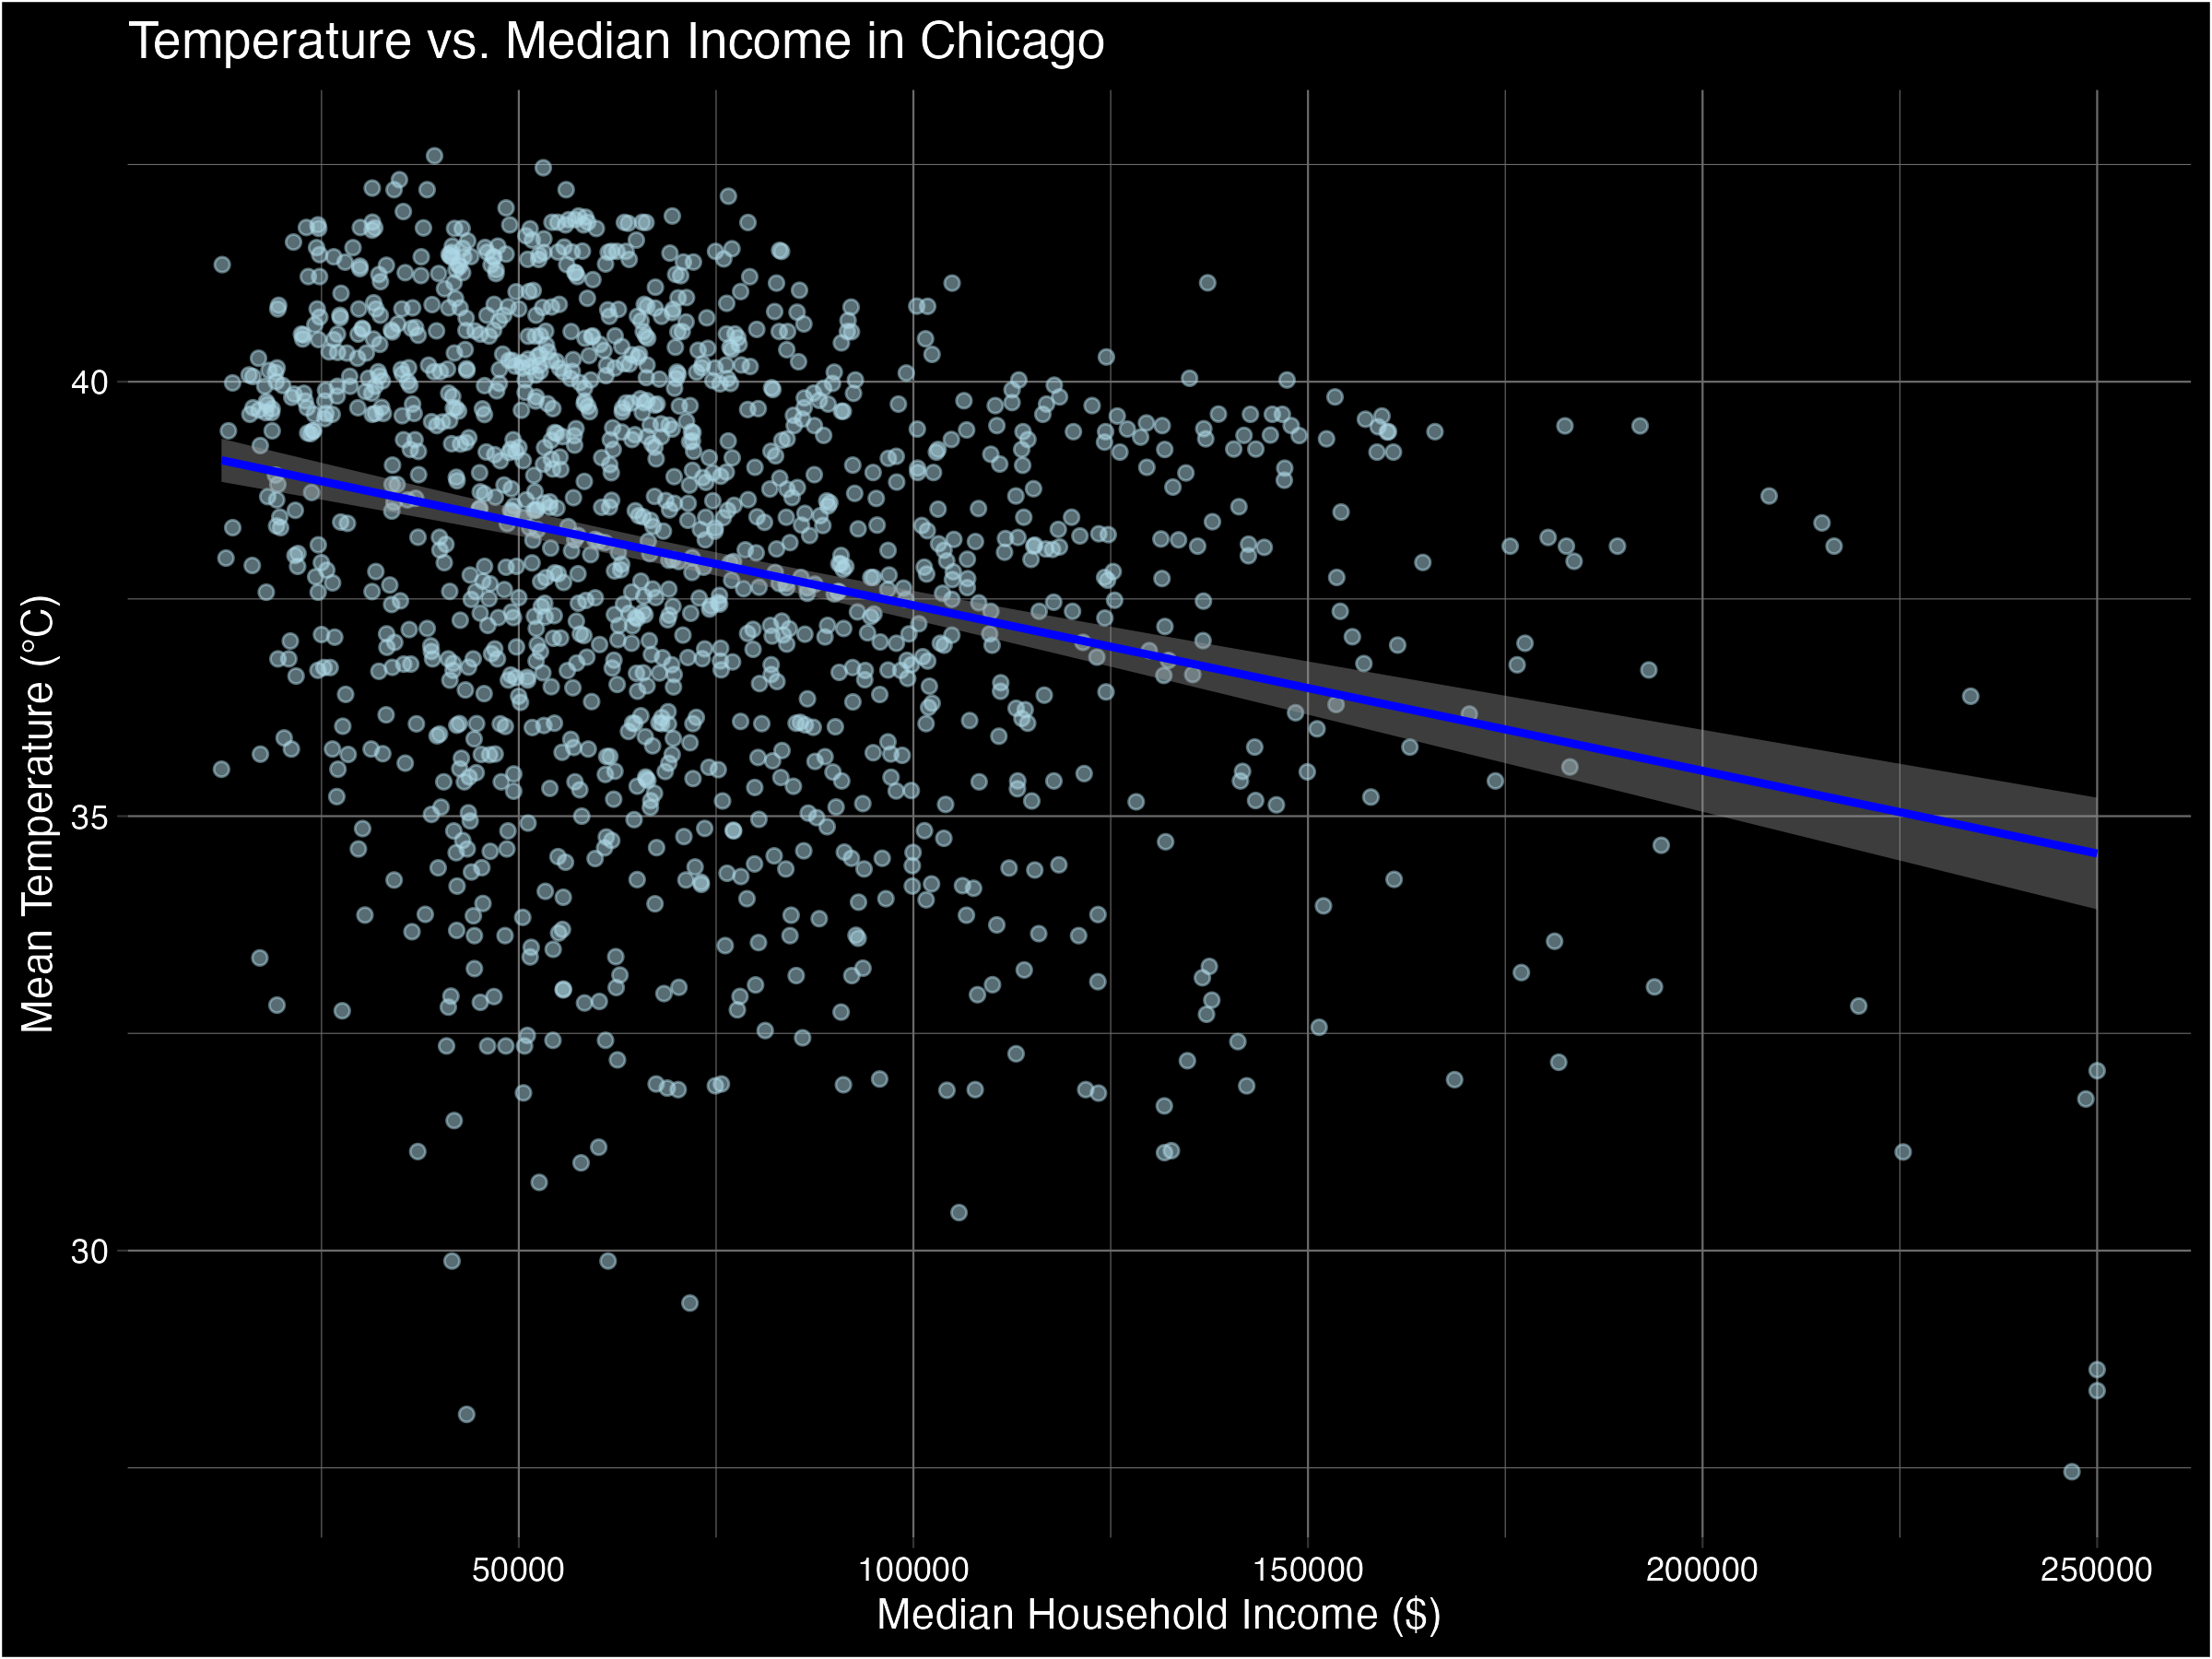 Temperature vs. Median Income in Chicago
Mean Temperature (°C)
40
35
30
50000
100000
150000
200000
250000
Median Household Income ($)